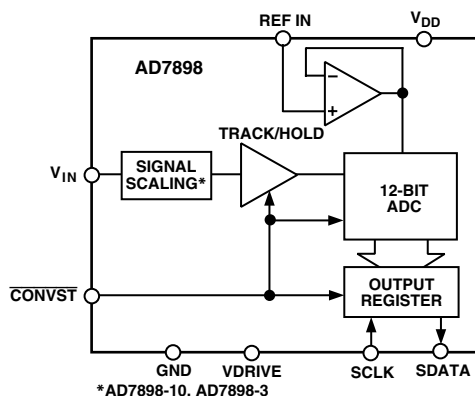 REF IN
VDD
AD7898
−
+
TRACK/HOLD
VIN
SIGNAL
SCALING*
12-BIT
ADC
CONVST
OUTPUT
REGISTER
GND
VDRIVE
SCLK
SDATA
*AD7898-10, AD7898-3